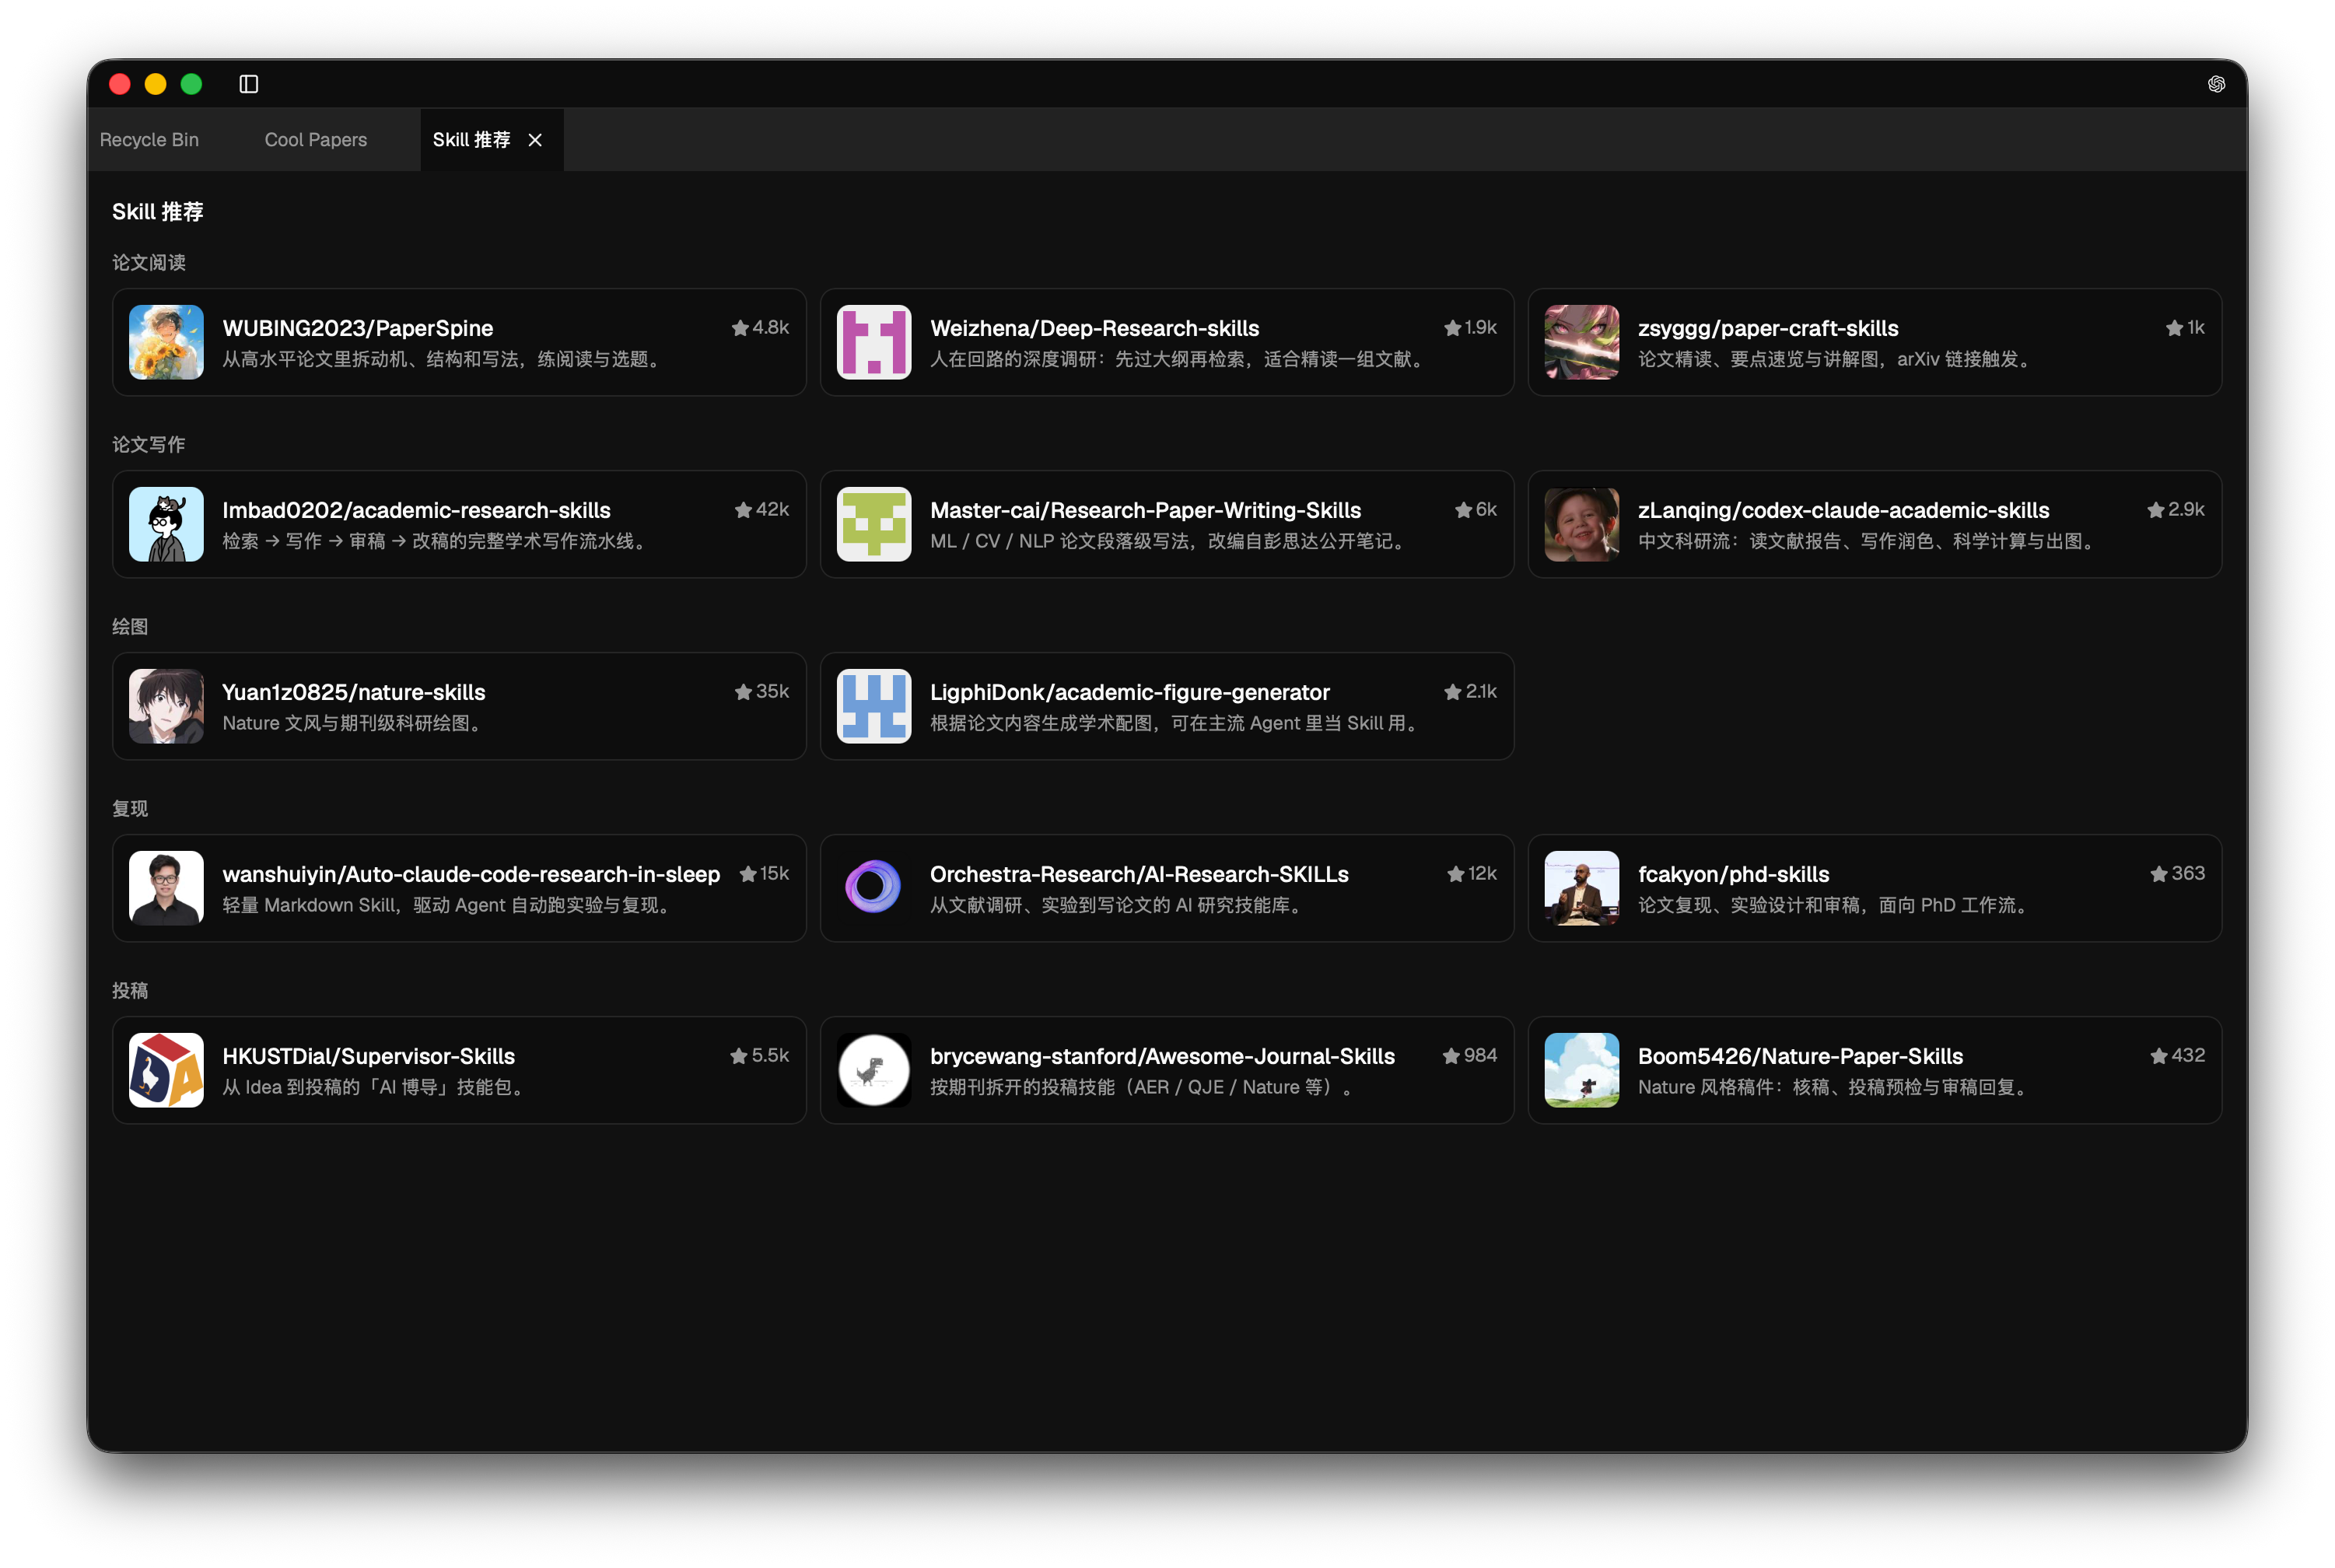 Recycle Bin
Cool Papers
Skill 推荐
Skill 推荐
论文阅读
WUBING2023/PaperSpine
4.8k
从高水平论文里拆动机、结构和写法，练阅读与选题。
Weizhena/Deep-Research-skills
1.9k
人在回路的深度调研：先过大纲再检索，适合精读一组文献。
zsyggg/paper-craft-skills
1k
论文精读、要点速览与讲解图，arXiv 链接触发。
论文写作
Imbad0202/academic-research-skills
42k
检索 → 写作 → 审稿 → 改稿的完整学术写作流水线。
Master-cai/Research-Paper-Writing-Skills
6k
ML / CV / NLP 论文段落级写法，改编自彭思达公开笔记。
zLanqing/codex-claude-academic-skills
2.9k
中文科研流：读文献报告、写作润色、科学计算与出图。
绘图
Yuan1z0825/nature-skills
35k
Nature 文风与期刊级科研绘图。
LigphiDonk/academic-figure-generator
2.1k
根据论文内容生成学术配图，可在主流 Agent 里当 Skill 用。
复现
wanshuiyin/Auto-claude-code-research-in-sleep
15k
轻量 Markdown Skill，驱动 Agent 自动跑实验与复现。
Orchestra-Research/AI-Research-SKILLs
12k
从文献调研、实验到写论文的 AI 研究技能库。
fcakyon/phd-skills
363
论文复现、实验设计和审稿，面向 PhD 工作流。
投稿
HKUSTDial/Supervisor-Skills
5.5k
从 Idea 到投稿的「AI 博导」技能包。
brycewang-stanford/Awesome-Journal-Skills
984
按期刊拆开的投稿技能（AER / QJE / Nature 等）。
Boom5426/Nature-Paper-Skills
432
Nature 风格稿件：核稿、投稿预检与审稿回复。